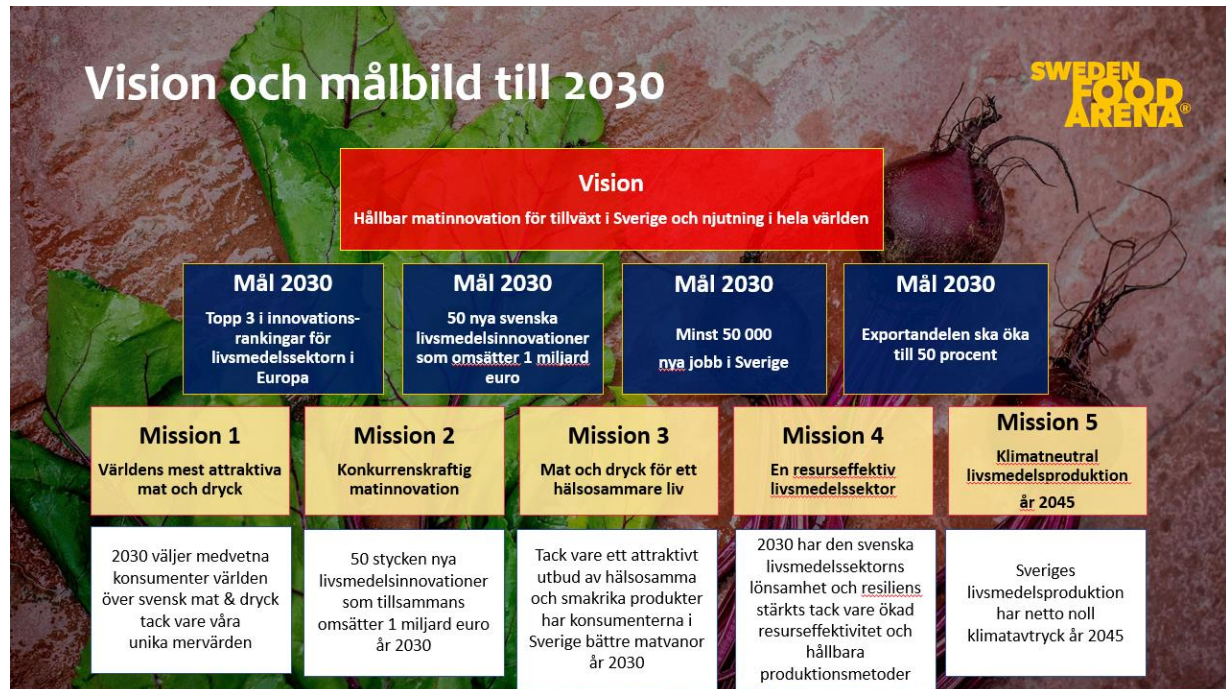 Vision och målbild till 2030
SWEDEN
FOOD
ARENA®
Vision
Hållbar matinnovation för tillväxt i Sverige och njutning i hela världen
Mål 2030
Topp 3 i innovations-
rankingar för
livsmedelssektorn i
Europa
Mål 2030
50 nya svenska
livsmedelsinnovationer
som omsätter 1 miljard
euro
Mål 2030
Minst 50 000
nya jobb i Sverige
Mål 2030
Exportandelen ska öka
till 50 procent
Mission 1
Världens mest attraktiva
mat och dryck
Mission 2
Konkurrenskraftig
matinnovation
Mission 3
Mat och dryck för ett
hälsosammare liv
Mission 4
En resurseffektiv
livsmedelssektor
Mission 5
Klimatneutral
livsmedelsproduktion
år 2045
2030 väljer medvetna
konsumenter världen
över svensk mat & dryck
tack vare våra
unika mervärden
50 stycken nya
livsmedelsinnovationer
som tillsammans
omsätter 1 miljard euro
år 2030
Tack vare ett attraktivt
utbud av hälsosamma
och smakrika produkter
har konsumenterna i
Sverige bättre matvanor
år 2030
2030 har den svenska
livsmedelssektorns
lönsamhet och resiliens
stärkts tack vare ökad
resurseffektivitet och
hållbara
produktionsmetoder
Sveriges
livsmedelsproduktion
har netto noll
klimatavtryck år 2045